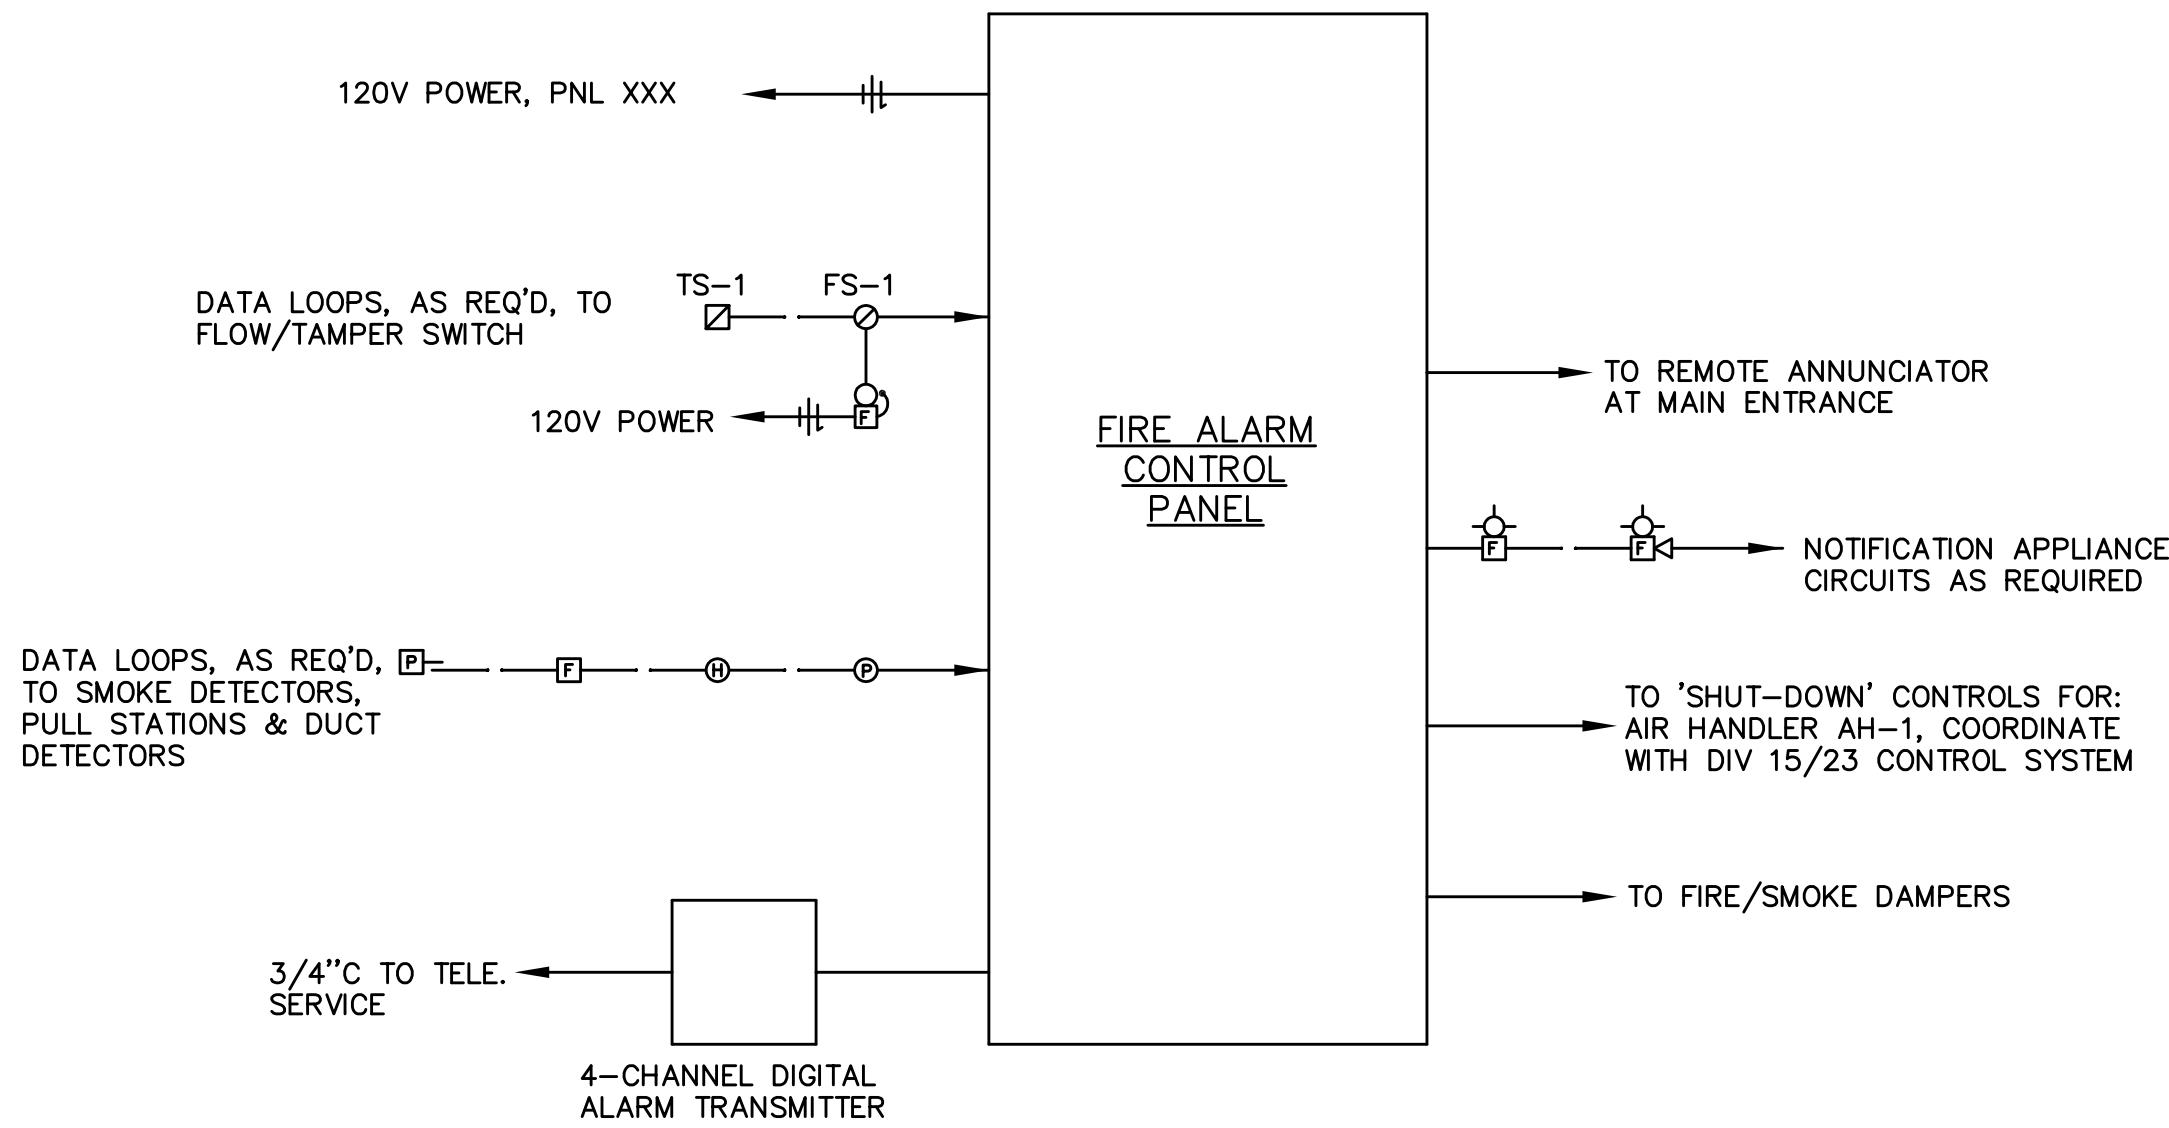 120V POWER, PNL XXX
TS-1
FS-1
DATA LOOPS, AS REQ'D, TO
FLOW/TAMPER SWITCH
120V POWER
F
FIRE ALARM
CONTROL
PANEL
TO REMOTE ANNUNCIATOR
AT MAIN ENTRANCE
F
F
NOTIFICATION APPLIANCE
CIRCUITS AS REQUIRED
DATA LOOPS, AS REQ'D,
TO SMOKE DETECTORS,
PULL STATIONS & DUCT
DETECTORS
P
F
H
P
TO 'SHUT-DOWN' CONTROLS FOR:
AIR HANDLER AH-1, COORDINATE
WITH DIV 15/23 CONTROL SYSTEM
TO FIRE/SMOKE DAMPERS
3/4"C TO TELE.
SERVICE
4-CHANNEL DIGITAL
ALARM TRANSMITTER